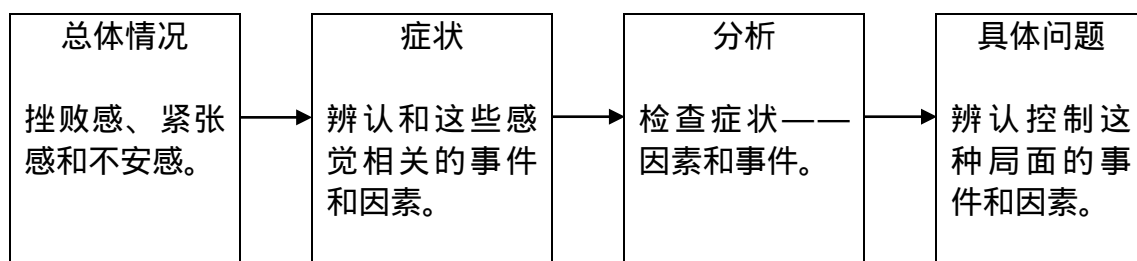 总体情况
挫败感、紧张
感和不安感。
症状
辨认和这些感
觉相关的事件
和因素。
分析
检查症状——
因素和事件。
具体问题
辨认控制这
种局面的事
件和因素。